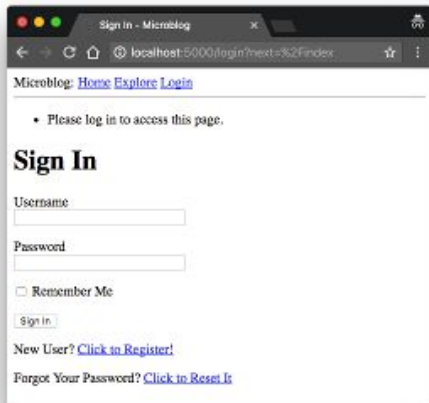 Sign In - Microblog
localhost:5000/login?next=%2Findex
Microblog: Home Explore Login
Please log in to access this page.
Sign In
Username
Password
Remember Me
Sign In
New User? Click to Register!
Forgot Your Password? Click to Reset It